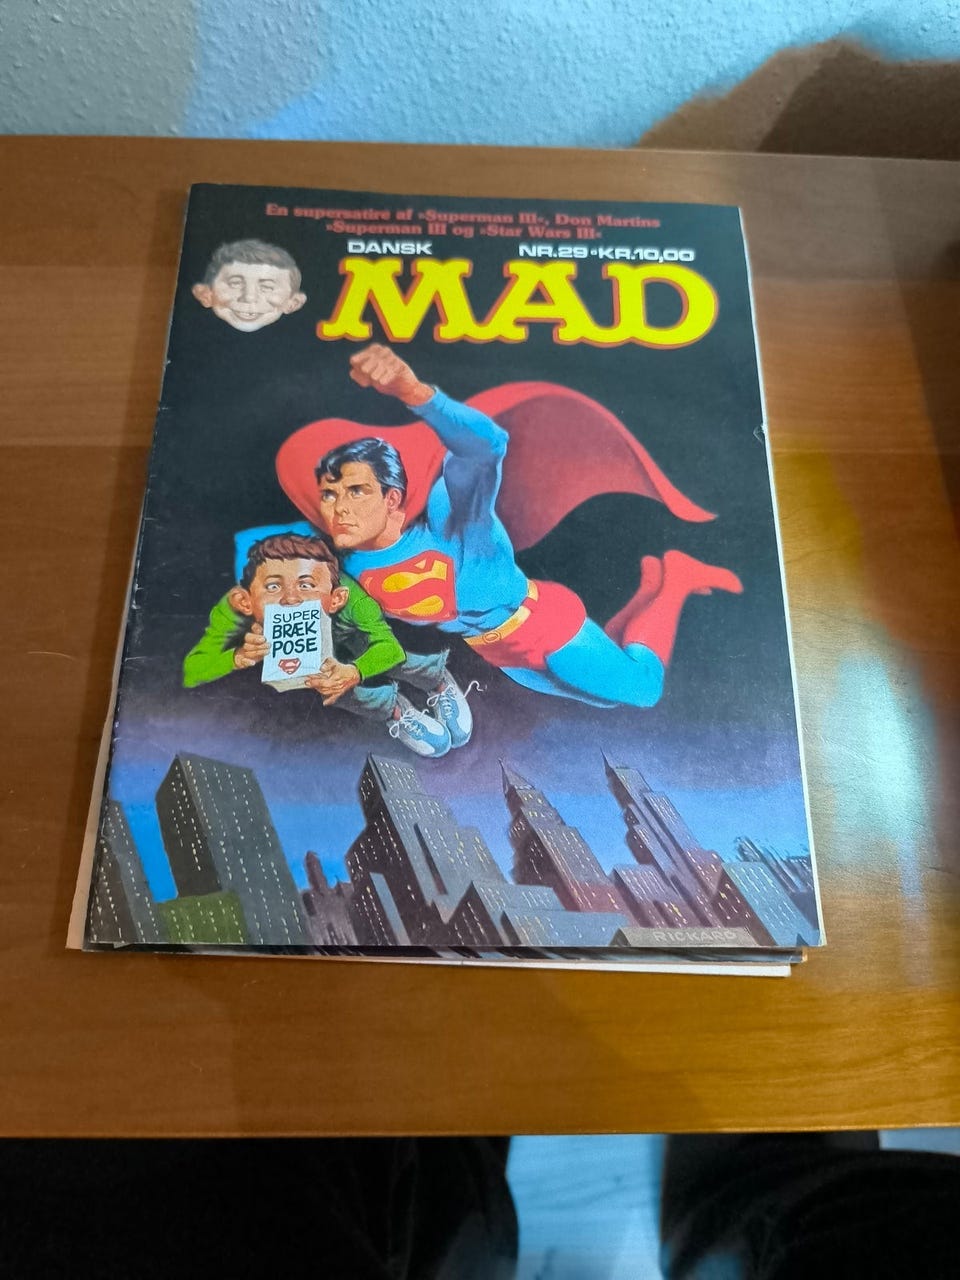 En supersatire af »Superman III«, Don Martins
»Superman III og »Star Wars III«
DANSK NR.29•KR.10,00
MAD
S
SUPER
BRÆK
POSE
S
RICKARD